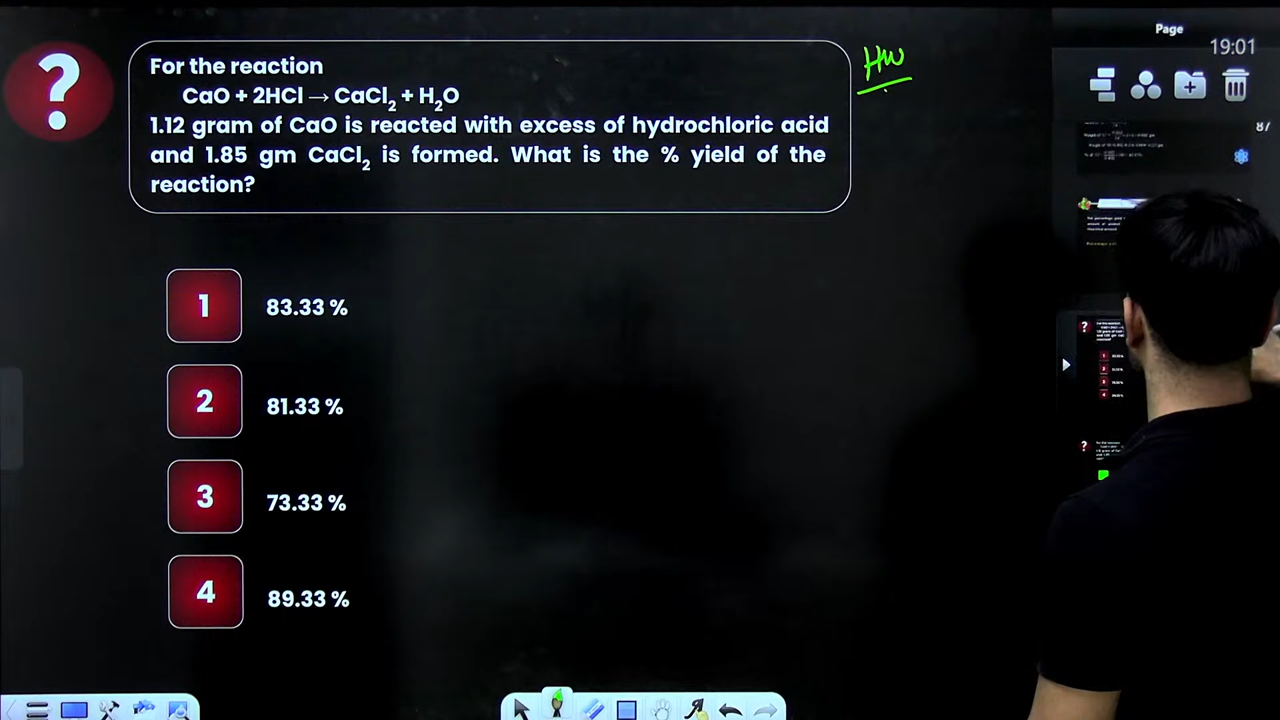 Page
19:01
?
For the reaction
CaO + 2HCl → CaCl₂ + H₂O
1.12 gram of CaO is reacted with excess of hydrochloric acid
and 1.85 gm CaCl₂ is formed. What is the % yield of the
reaction?
HW
87
1 83.33 %
2 81.33 %
3 73.33 %
4 89.33 %